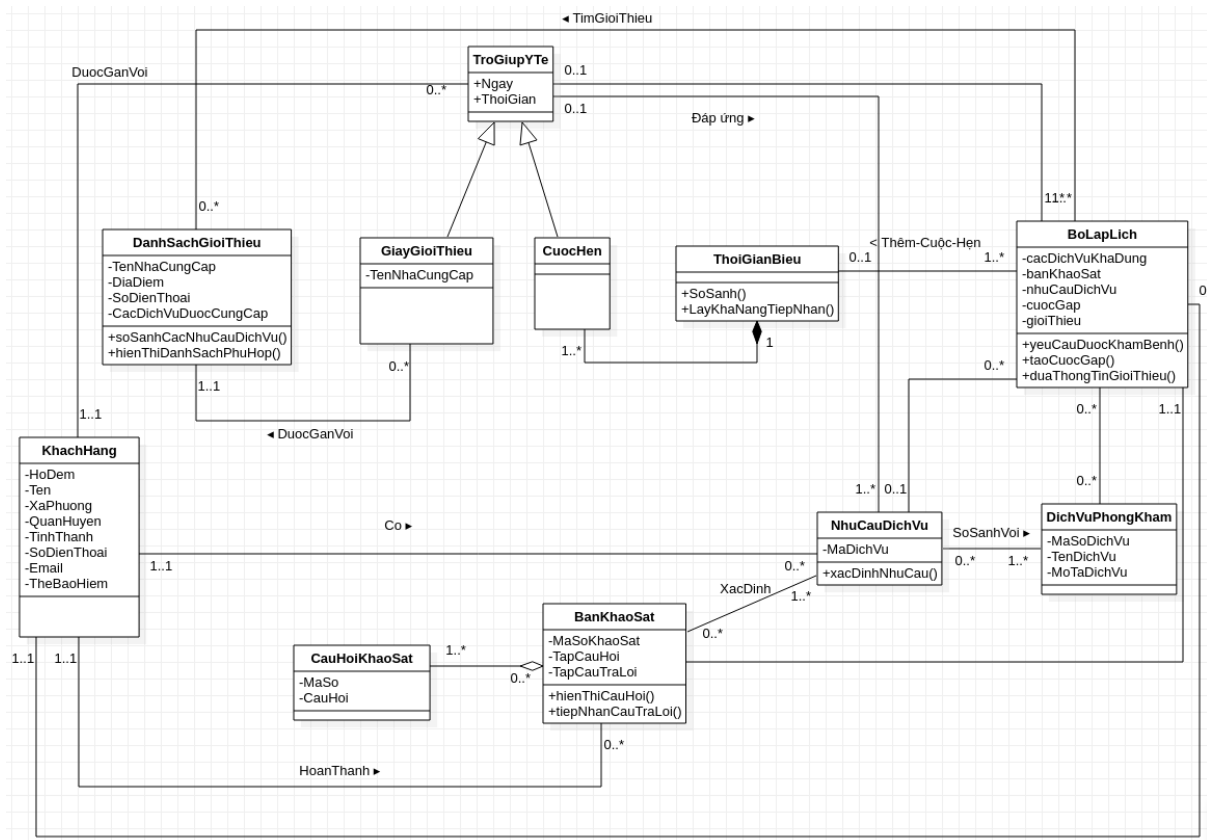 ◄ TimGioiThieu
TroGiupYTe
+Ngay
+ThoiGian
DuocGanVoi
0..*
0..1
0..1
Đáp ứng ►
0..*
11*.*
DanhSachGioiThieu
-TenNhaCungCap
-DiaDiem
-SoDienThoai
-CacDichVuDuocCungCap
+soSanhCacNhuCauDichVu()
+hienThiDanhSachPhuHop()
GiayGioiThieu
-TenNhaCungCap
CuocHen
ThoiGianBieu
+SoSanh()
+LayKhaNangTiepNhan()
< Thêm-Cuộc-Hẹn
0..1
1..*
BoLapLich
-cacDichVuKhaDung
-banKhaoSat
-nhuCauDichVu
-cuocGap
-gioiThieu
+yeuCauDuocKhamBenh()
+taoCuocGap()
+duaThongTinGioiThieu()
0
1..*
1
1..1
0..*
0..*
0..*
1..1
1..1
◄ DuocGanVoi
KhachHang
-HoDem
-Ten
-XaPhuong
-QuanHuyen
-TinhThanh
-SoDienThoai
-Email
-TheBaoHiem
Co ►
1..1
0..*
1..*
0..1
0..*
NhuCauDichVu
-MaDichVu
+xacDinhNhuCau()
SoSanhVoi ►
0..*
1..*
DichVuPhongKham
-MaSoDichVu
-TenDichVu
-MoTaDichVu
XacDinh
1..*
0..*
BanKhaoSat
-MaSoKhaoSat
-TapCauHoi
-TapCauTraLoi
+hienThiCauHoi()
+tiepNhanCauTraLoi()
CauHoiKhaoSat
-MaSo
-CauHoi
1..*
0..*
1..1
1..1
0..*
HoanThanh ►